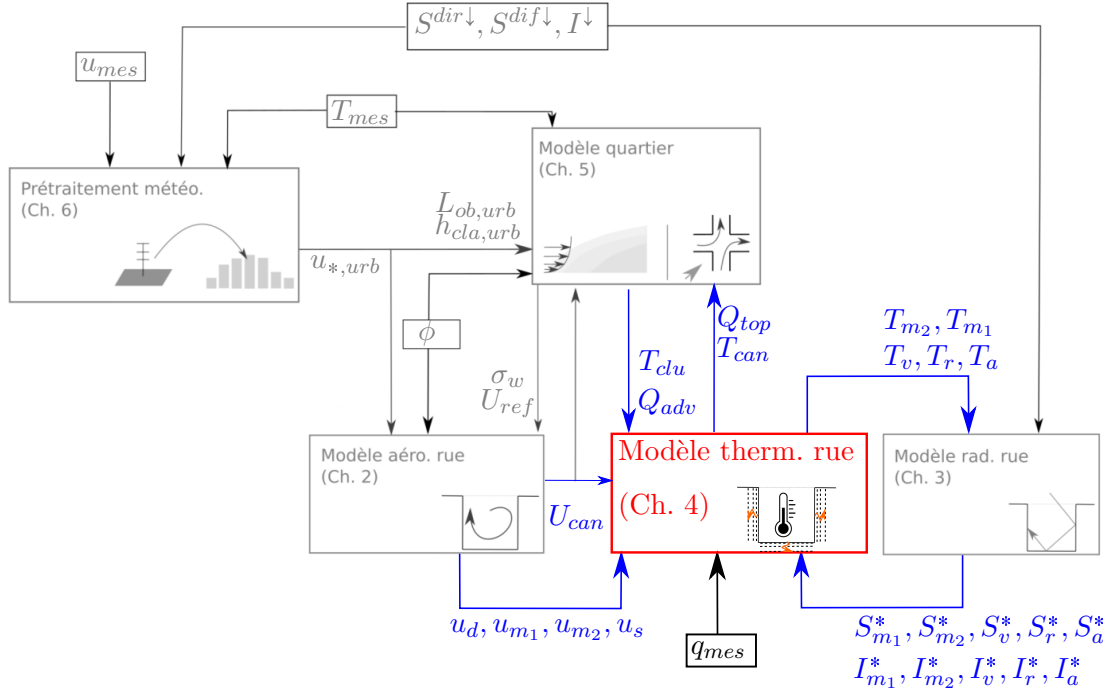 S^{dir↓}, S^{dif↓}, I^{↓}
u_{mes}
T_{mes}
Modèle quartier
(Ch. 5)
Prétraitement météo.
(Ch. 6)
L_{ob,urb}
h_{cla,urb}
u_{*,urb}
ϕ
Q_{top}
T_{can}
T_{m_2}, T_{m_1}
T_v, T_r, T_a
T_{clu}
Q_{adv}
σ_w
U_{ref}
Modèle aéro. rue
(Ch. 2)
Modèle therm. rue
(Ch. 4)
Modèle rad. rue
(Ch. 3)
U_{can}
u_d, u_{m_1}, u_{m_2}, u_s
q_{mes}
S^*_{m_1}, S^*_{m_2}, S^*_v, S^*_r, S^*_a
I^*_{m_1}, I^*_{m_2}, I^*_v, I^*_r, I^*_a